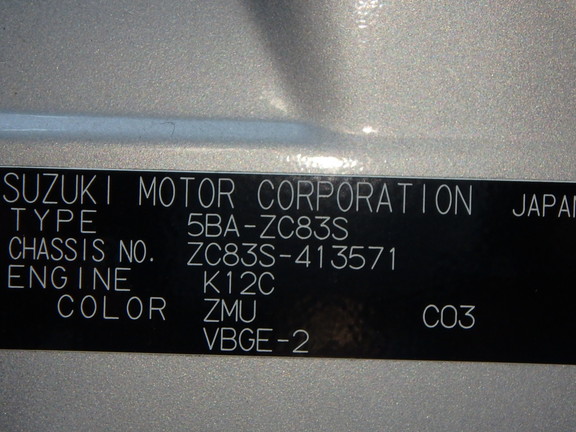 SUZUKI MOTOR CORPORATION JAPAN
TYPE 5BA-ZC83S
CHASSIS NO. ZC83S-413571
ENGINE K12C
COLOR ZMU C03
VBGE-2